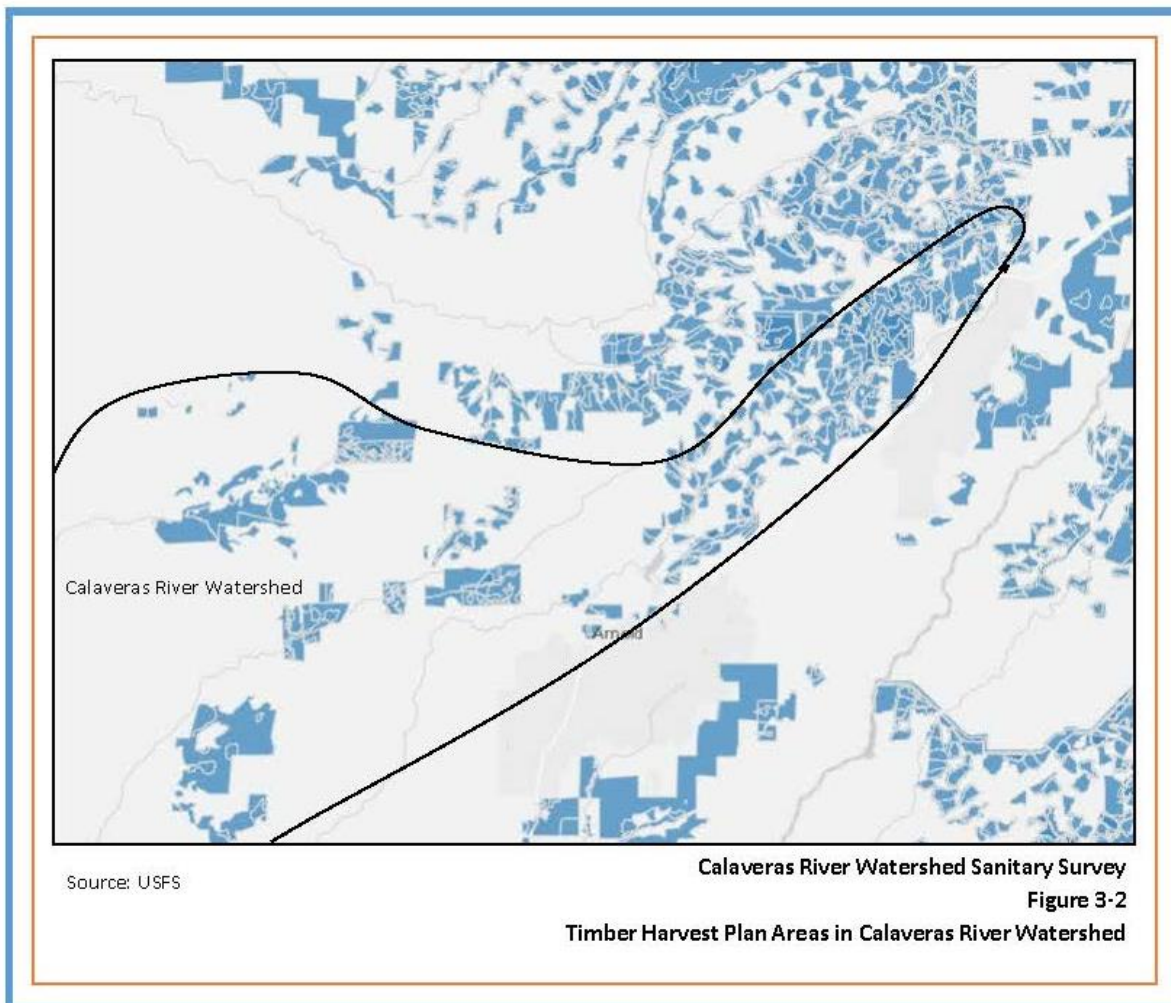 Calaveras River Watershed
Arnold
Source: USFS
Calaveras River Watershed Sanitary Survey
Figure 3-2
Timber Harvest Plan Areas in Calaveras River Watershed